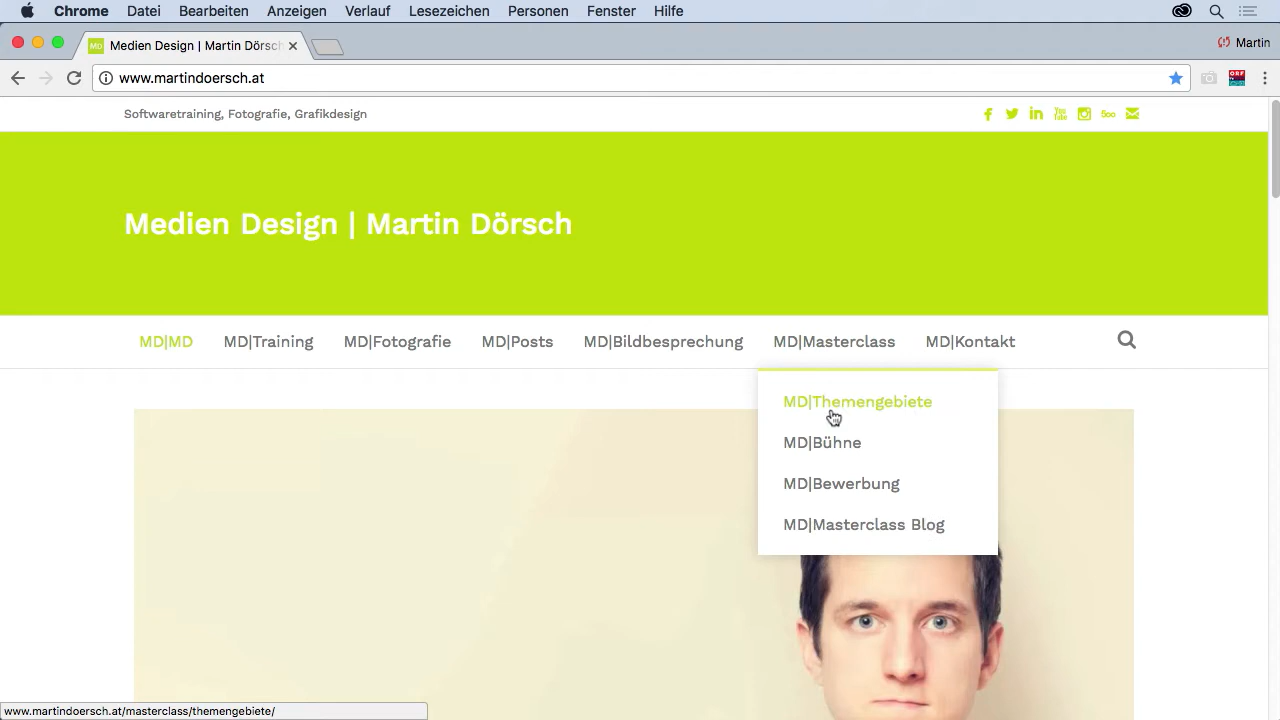 Chrome Datei Bearbeiten Anzeigen Verlauf Lesezeichen Personen Fenster Hilfe
MD Medien Design | Martin Dörsch Martin
www.martindoersch.at ORF
Softwaretraining, Fotografie, Grafikdesign
Medien Design | Martin Dörsch
MD|MD MD|Training MD|Fotografie MD|Posts MD|Bildbesprechung MD|Masterclass MD|Kontakt
MD|Themengebiete
MD|Bühne
MD|Bewerbung
MD|Masterclass Blog
www.martindoersch.at/masterclass/themengebiete/